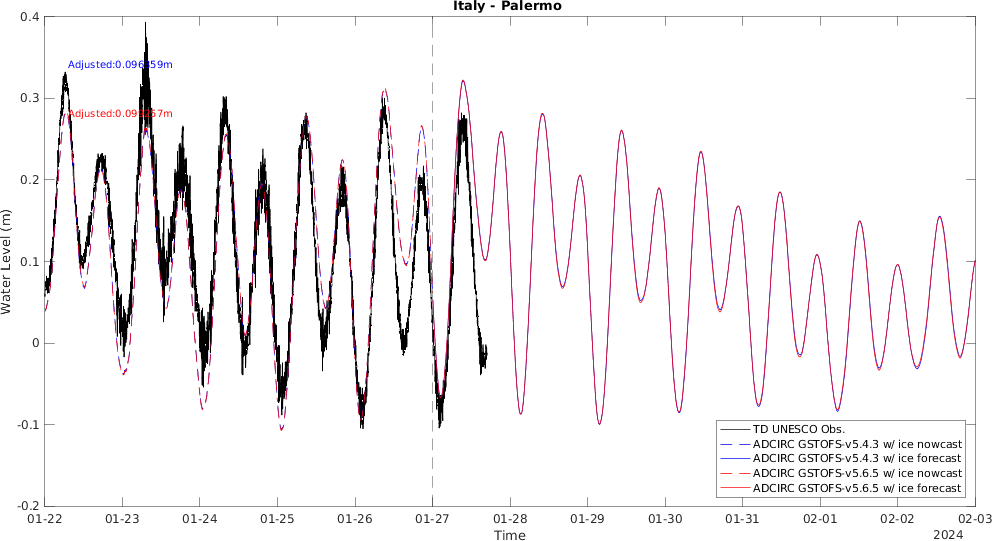 Italy - Palermo
0.4
0.3
0.2
0.1
0
-0.1
-0.2
Water Level (m)
Adjusted:
Adjusted:
TD UNESCO Obs.
ADCIRC GSTOFS-v5.4.3 w/ ice nowcast
ADCIRC GSTOFS-v5.4.3 w/ ice forecast
ADCIRC GSTOFS-v5.6.5 w/ ice nowcast
ADCIRC GSTOFS-v5.6.5 w/ ice forecast
01-22 01-23 01-24 01-25 01-26 01-27 01-28 01-29 01-30 01-31 02-01 02-02 02-03
Time
2024